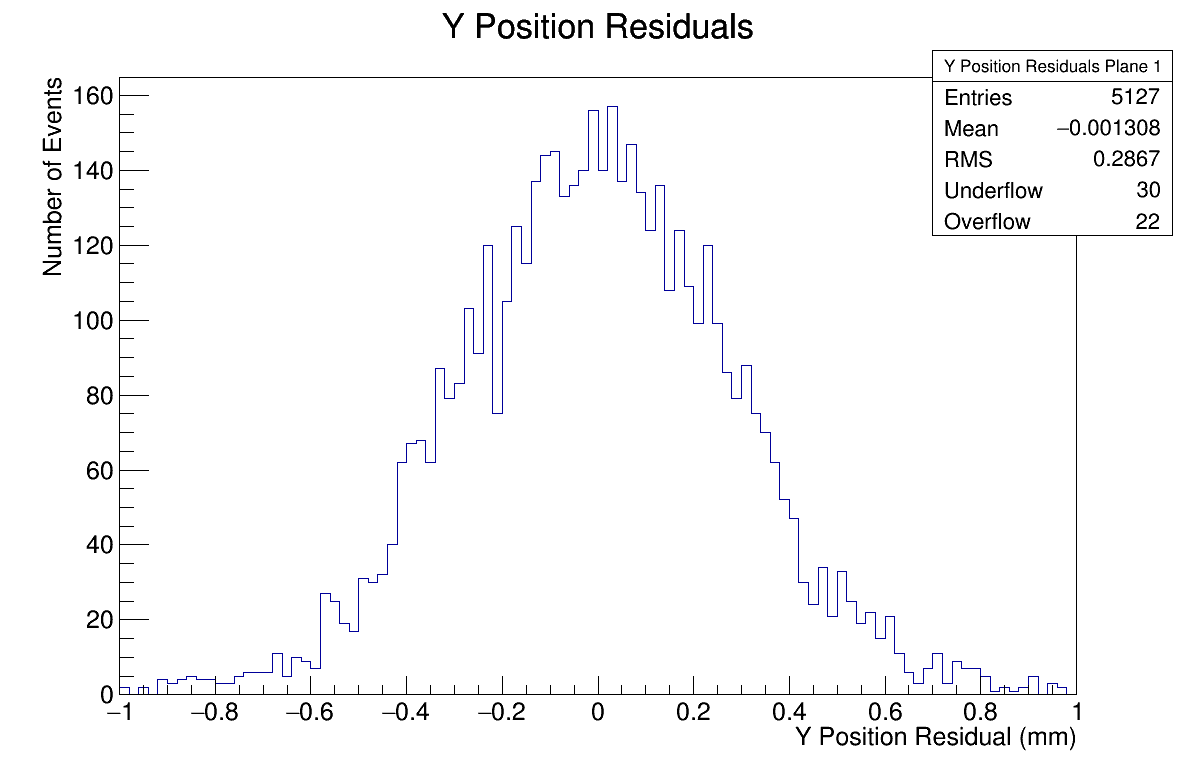 Y Position Residuals
Number of Events
160
140
120
100
80
60
40
20
0
Y Position Residuals Plane 1
Entries 5127
Mean −0.001308
RMS 0.2867
Underflow 30
Overflow 22
−1 −0.8 −0.6 −0.4 −0.2 0 0.2 0.4 0.6 0.8 1
Y Position Residual (mm)